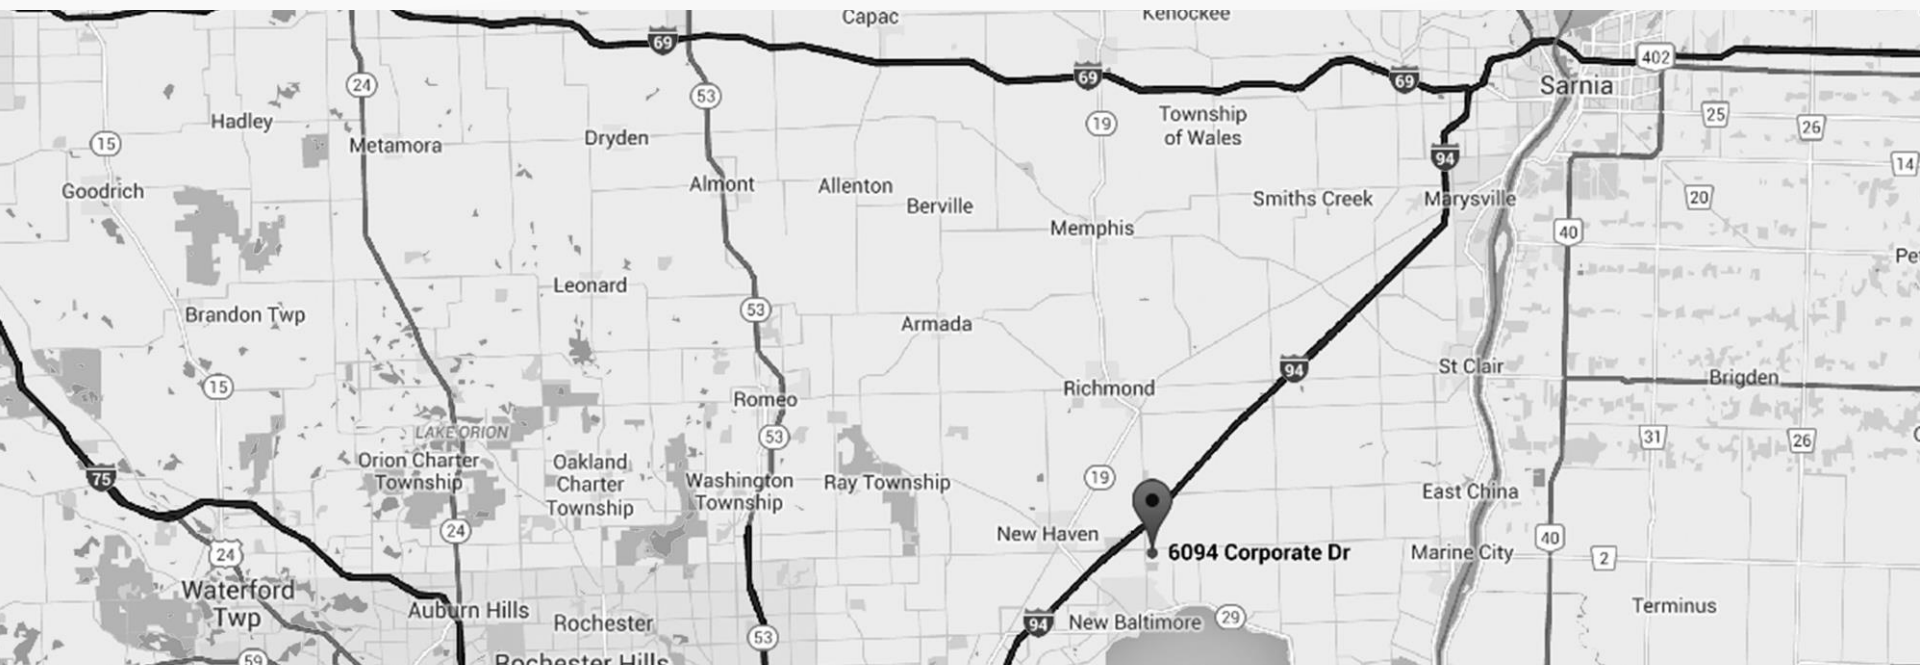 Capac
Kenockee
69
24
53
69
69
402
Sarnia
Hadley
15
Metamora
Dryden
19
Township
of Wales
25
26
94
14
Goodrich
Almont
Allenton
Berville
Memphis
Smiths Creek
Marysville
20
40
Brandon Twp
Leonard
53
Armada
15
Romeo
Richmond
94
St Clair
Brigden
LAKE ORION
53
31
26
75
Orion Charter
Township
Oakland
Charter
Township
Washington
Township
Ray Township
19
East China
24
24
New Haven
6094 Corporate Dr
Marine City
40
2
Waterford
Twp
Auburn Hills
Rochester
53
94
New Baltimore
29
Terminus
59
Rochester Hills